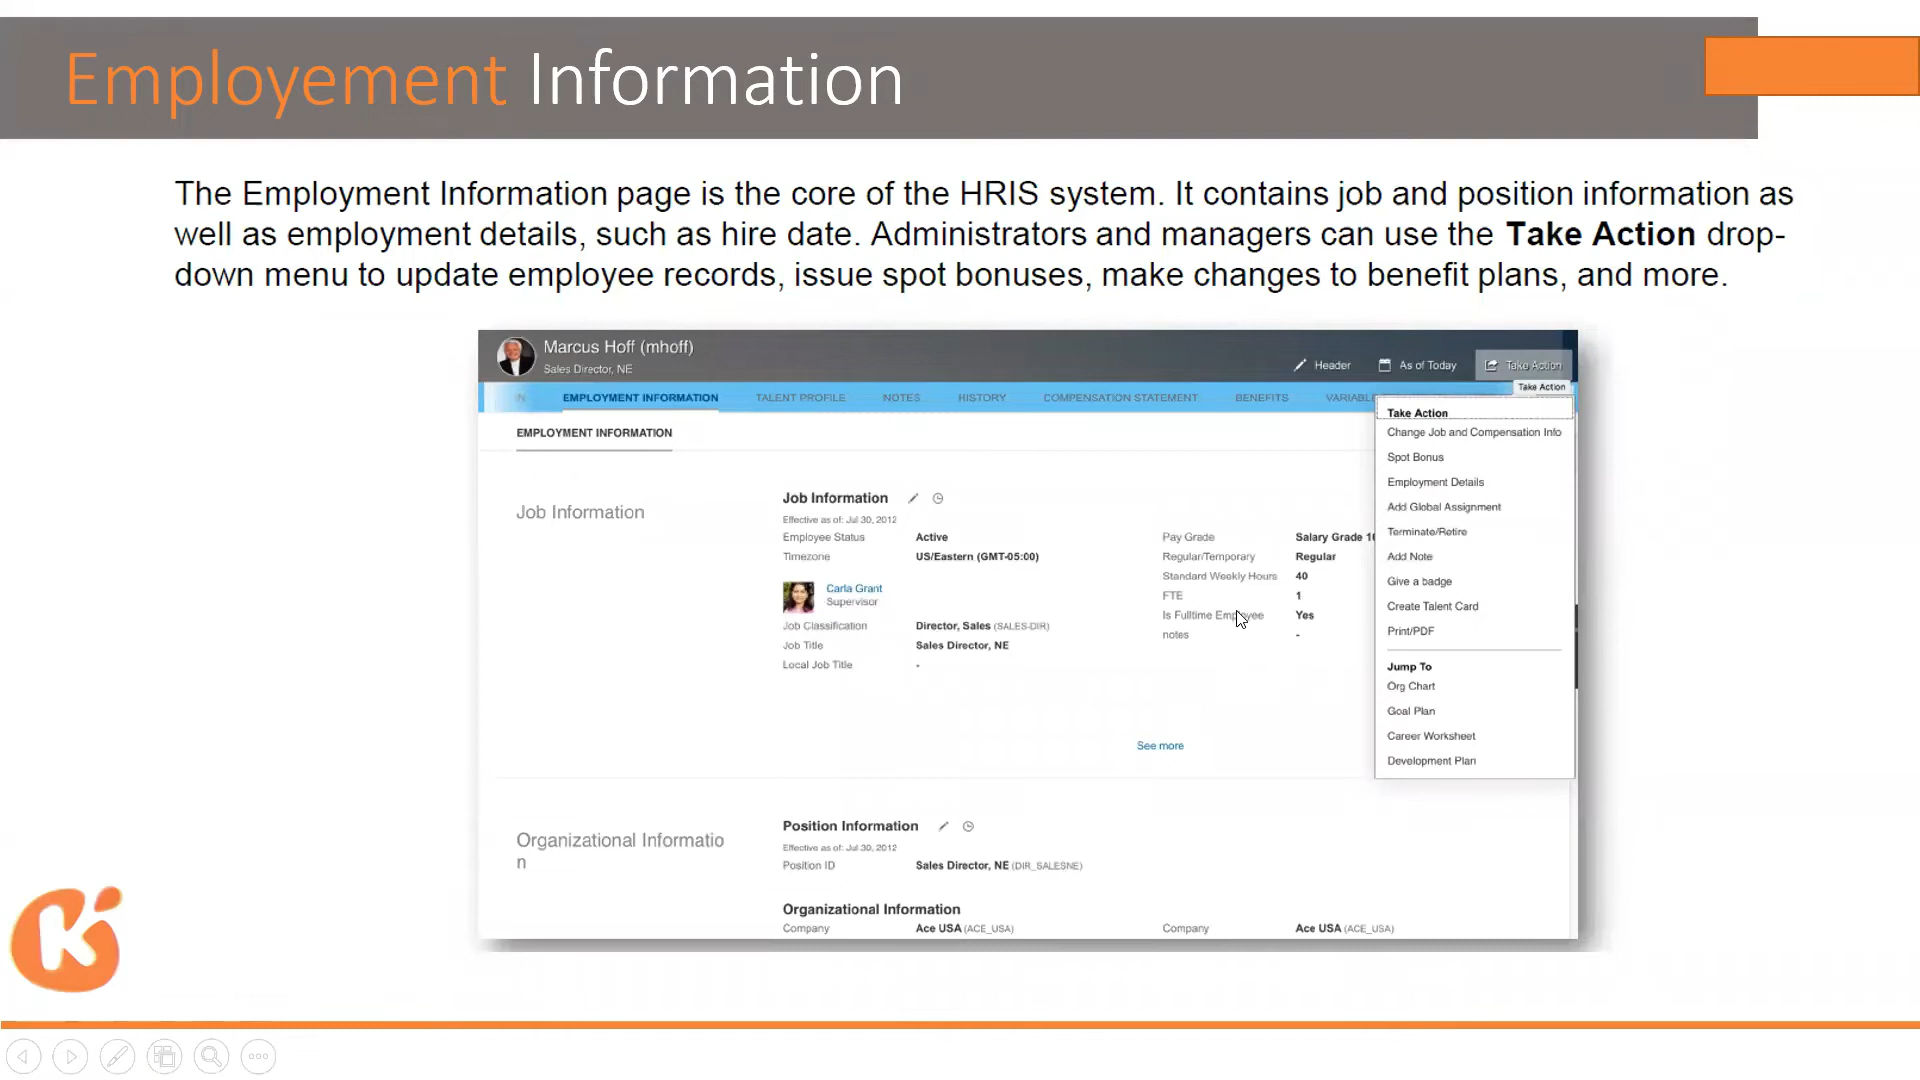 Employement Information
The Employment Information page is the core of the HRIS system. It contains job and position information as
well as employment details, such as hire date. Administrators and managers can use the Take Action drop-
down menu to update employee records, issue spot bonuses, make changes to benefit plans, and more.
Marcus Hoff (mhoff)
Sales Director, NE
Header
As of Today
Take Action
Take Action
N
EMPLOYMENT INFORMATION
TALENT PROFILE
NOTES
HISTORY
COMPENSATION STATEMENT
BENEFITS
VARIABL
EMPLOYMENT INFORMATION
Take Action
Change Job and Compensation Info
Spot Bonus
Employment Details
Add Global Assignment
Terminate/Retire
Add Note
Give a badge
Create Talent Card
Print/PDF
Jump To
Org Chart
Goal Plan
Career Worksheet
Development Plan
Job Information
Job Information
Effective as of: Jul 30, 2012
Employee Status Active
Timezone US/Eastern (GMT-05:00)
Carla Grant
Supervisor
Job Classification Director, Sales (SALES-DIR)
Job Title Sales Director, NE
Local Job Title -
Pay Grade Salary Grade 1
Regular/Temporary Regular
Standard Weekly Hours 40
FTE 1
Is Fulltime Employee Yes
notes -
See more
Organizational Informatio
n
Position Information
Effective as of: Jul 30, 2012
Position ID Sales Director, NE (DIR_SALESNE)
Organizational Information
Company Ace USA (ACE_USA)
Company Ace USA (ACE_USA)
K